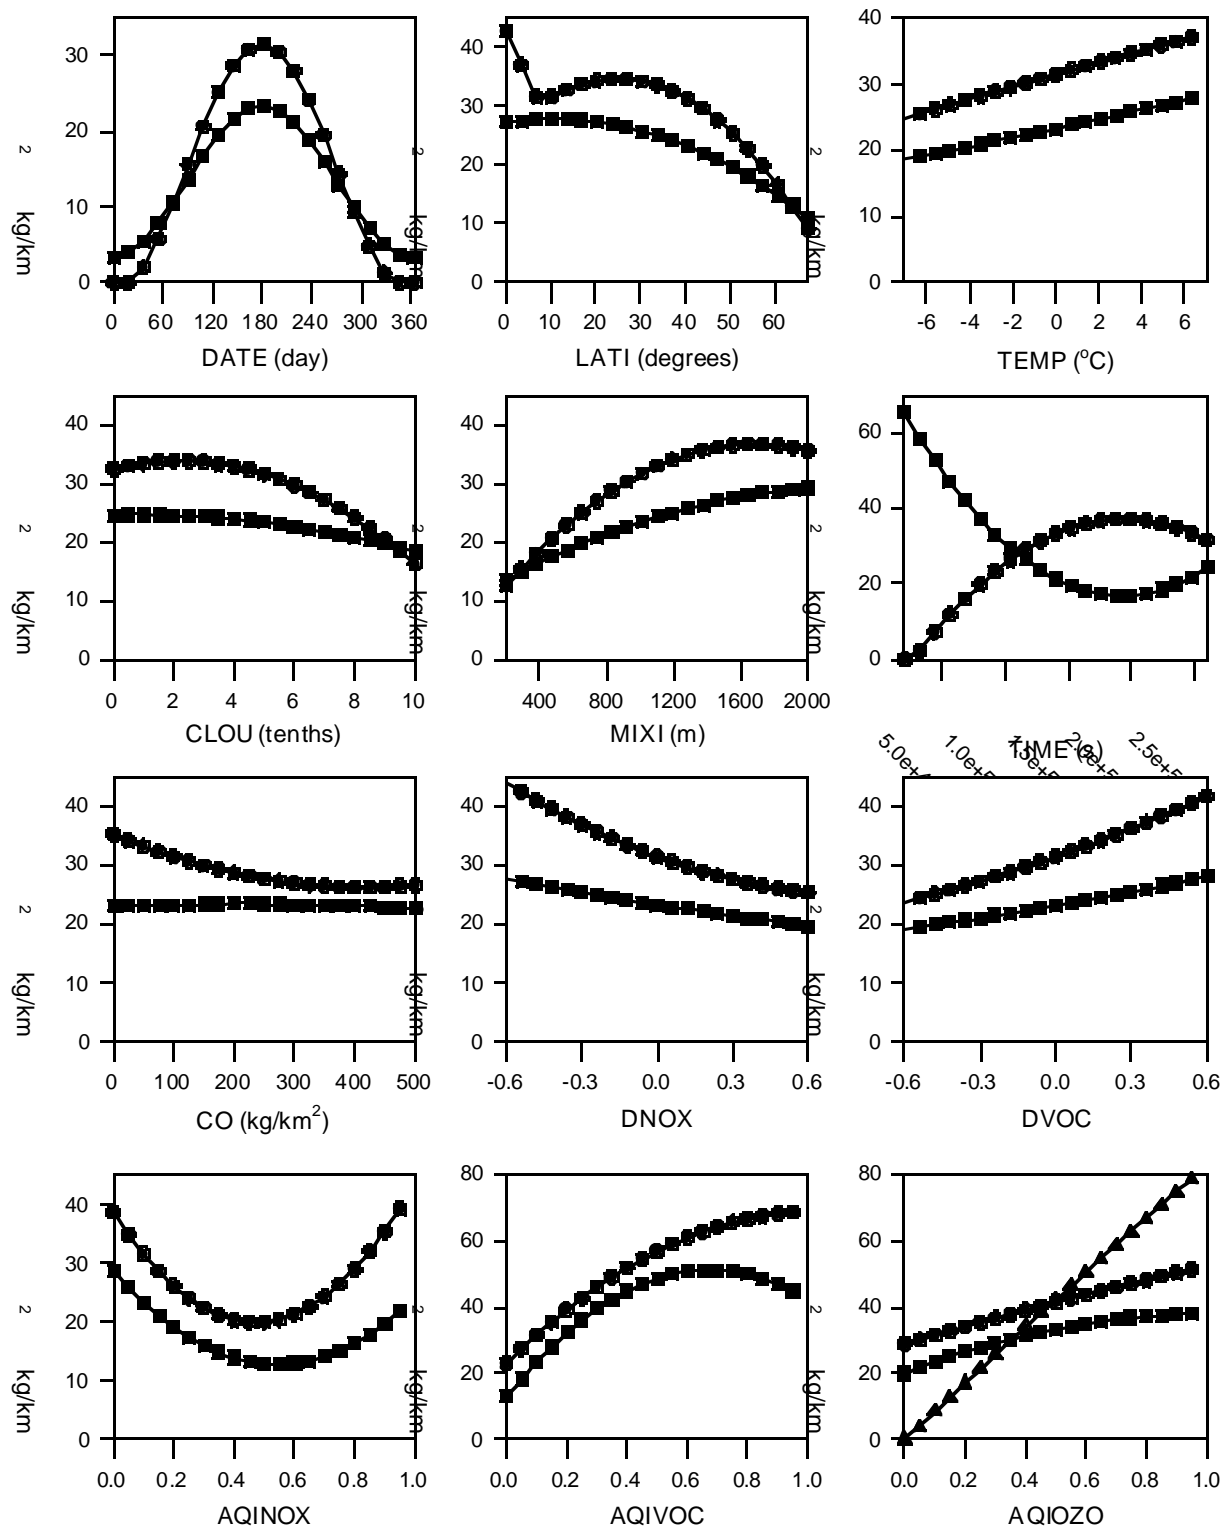 30
20
10
0
kg/km
2
0 60 120 180 240 300 360
DATE (day)
40
30
20
10
0
kg/km
2
0 10 20 30 40 50 60
LATI (degrees)
40
30
20
10
0
kg/km
2
-6 -4 -2 0 2 4 6
TEMP (°C)
40
30
20
10
0
kg/km
2
0 2 4 6 8 10
CLOU (tenths)
40
30
20
10
0
kg/km
2
400 800 1200 1600 2000
MIXI (m)
60
40
20
0
kg/km
2
TIME (s)
40
30
20
10
0
kg/km
2
0 100 200 300 400 500
CO (kg/km²)
40
30
20
10
0
kg/km
2
-0.6 -0.3 0.0 0.3 0.6
DNOX
40
30
20
10
0
kg/km
2
-0.6 -0.3 0.0 0.3 0.6
DVOC
40
30
20
10
0
kg/km
2
0.0 0.2 0.4 0.6 0.8 1.0
AQINOX
80
60
40
20
0
kg/km
2
0.0 0.2 0.4 0.6 0.8 1.0
AQIVOC
80
60
40
20
0
0.0 0.2 0.4 0.6 0.8 1.0
AQIOZO